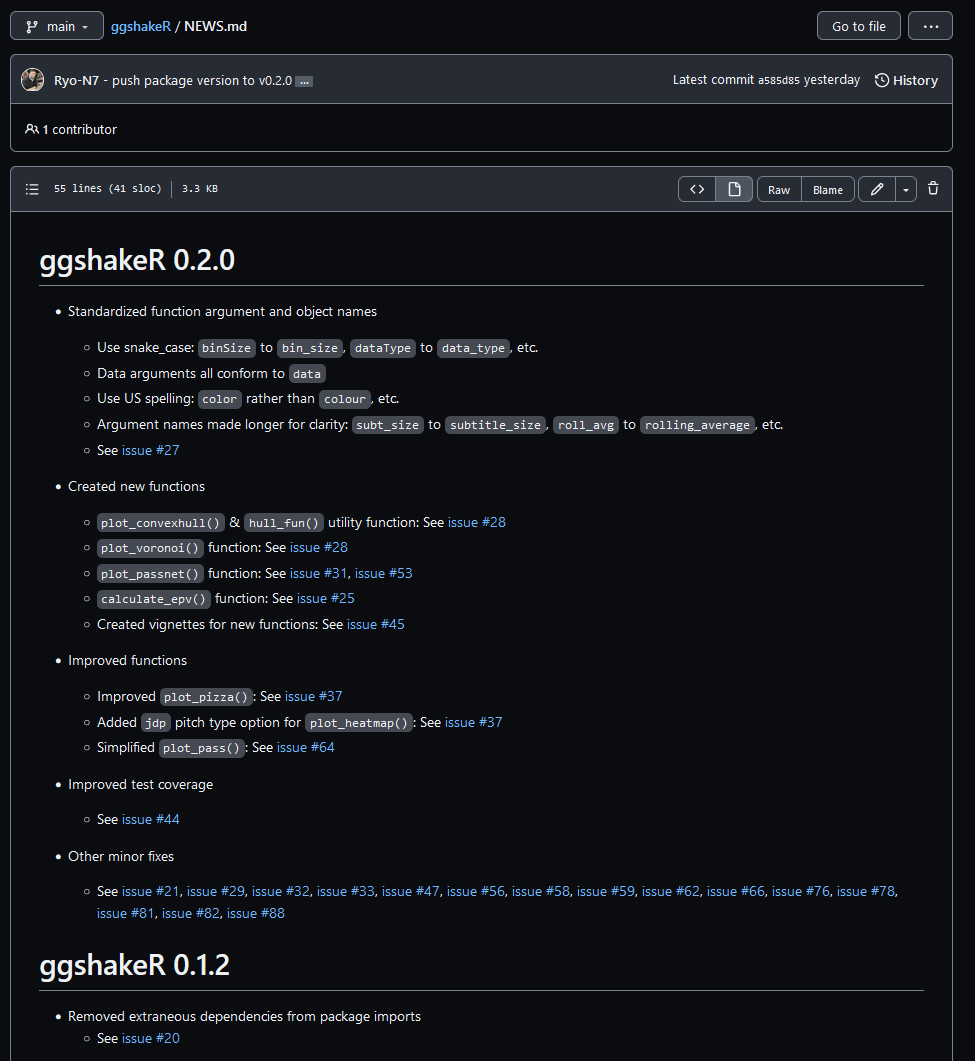 main
ggshakeR / NEWS.md
Go to file
...
Ryo-N7 - push package version to v0.2.0 ...
Latest commit a585d85 yesterday
History
1 contributor
55 lines (41 sloc)
3.3 KB
<>
Raw
Blame
ggshakeR 0.2.0
• Standardized function argument and object names
◦ Use snake_case: binSize to bin_size, dataType to data_type, etc.
◦ Data arguments all conform to data
◦ Use US spelling: color rather than colour, etc.
◦ Argument names made longer for clarity: subt_size to subtitle_size, roll_avg to rolling_average, etc.
◦ See issue #27
• Created new functions
◦ plot_convexhull() & hull_fun() utility function: See issue #28
◦ plot_voronoi() function: See issue #28
◦ plot_passnet() function: See issue #31, issue #53
◦ calculate_epv() function: See issue #25
◦ Created vignettes for new functions: See issue #45
• Improved functions
◦ Improved plot_pizza(): See issue #37
◦ Added jdp pitch type option for plot_heatmap(): See issue #37
◦ Simplified plot_pass(): See issue #64
• Improved test coverage
◦ See issue #44
• Other minor fixes
◦ See issue #21, issue #29, issue #32, issue #33, issue #47, issue #56, issue #58, issue #59, issue #62, issue #66, issue #76, issue #78,
issue #81, issue #82, issue #88
ggshakeR 0.1.2
• Removed extraneous dependencies from package imports
◦ See issue #20